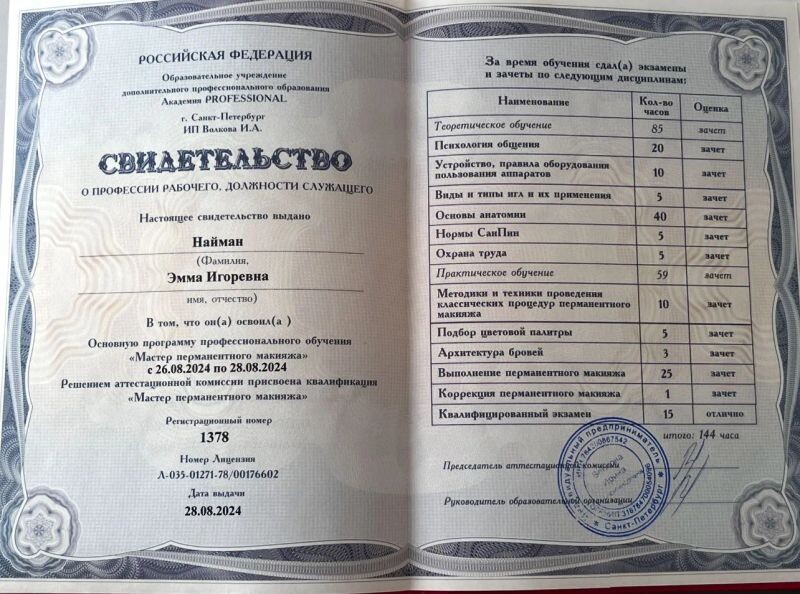 РОССИЙСКАЯ ФЕДЕРАЦИЯ
Образовательное учреждение
дополнительного профессионального образования
Академия PROFESSIONAL
г. Санкт-Петербург
ИП Волкова И.А.
СВИДЕТЕЛЬСТВО
О ПРОФЕССИИ РАБОЧЕГО, ДОЛЖНОСТИ СЛУЖАЩЕГО
Настоящее свидетельство выдано
Найман
(Фамилия,
Эмма Игоревна
имя, отчество)
В том, что он(а) освоил(а )
Основную программу профессионального обучения
«Мастер перманентного макияжа»
с 26.08.2024 по 28.08.2024
Решением аттестационной комиссии присвоена квалификация
«Мастер перманентного макияжа»
Регистрационный номер
1378
Номер Лицензия
Л-035-01271-78/00176602
Дата выдачи
28.08.2024
За время обучения сдал(а) экзамены
и зачеты по следующим дисциплинам:
Наименование Кол-во часов Оценка
Теоретическое обучение 85 зачет
Психология общения 20 зачет
Устройство, правила оборудования
пользования аппаратов 10 зачет
Виды и типы игл и их применения 5 зачет
Основы анатомии 40 зачет
Нормы СанПин 5 зачет
Охрана труда 5 зачет
Практическое обучение 59 зачет
Методики и техники проведения
классических процедур перманентного
макияжа 10 зачет
Подбор цветовой палитры 5 зачет
Архитектура бровей 3 зачет
Выполнение перманентного макияжа 25 зачет
Коррекция перманентного макияжа 1 зачет
Квалифицированный экзамен 15 отлично
итого: 144 часа
Председатель аттестационной комиссии
Руководитель образовательной организации
предприниматель
Санкт-Петербург